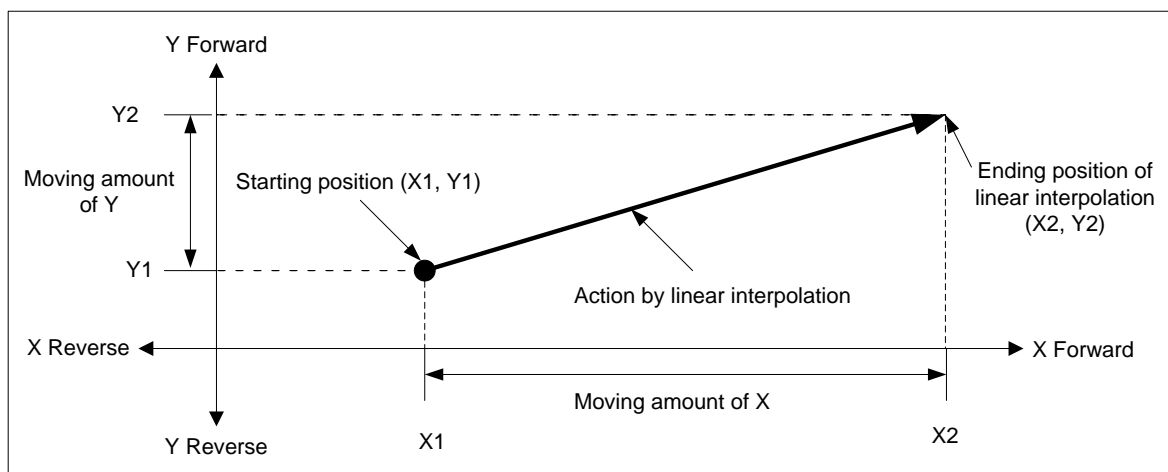 Y Forward
Y2
Moving amount
of Y
Starting position (X1, Y1)
Ending position of
linear interpolation
(X2, Y2)
Y1
Action by linear interpolation
X Reverse
X Forward
Moving amount of X
Y Reverse
X1
X2